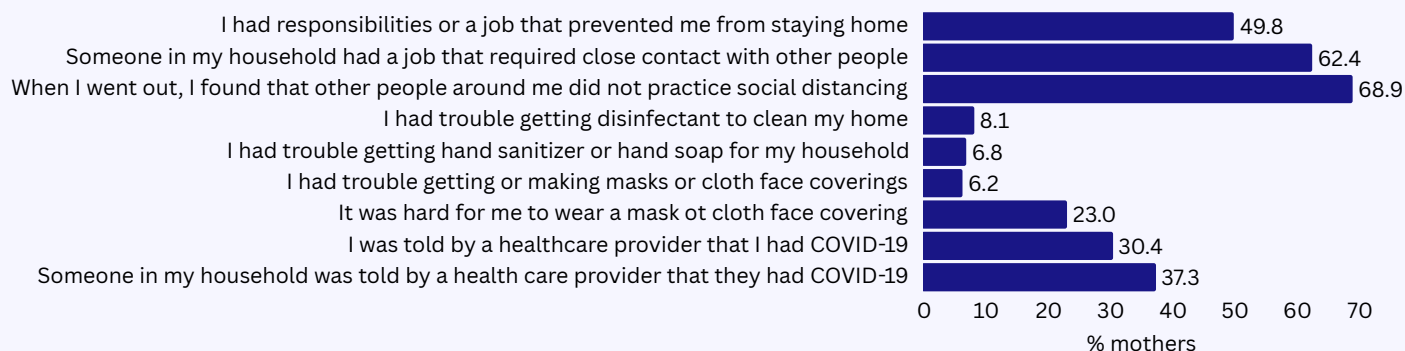 I had responsibilities or a job that prevented me from staying home 49.8
Someone in my household had a job that required close contact with other people 62.4
When I went out, I found that other people around me did not practice social distancing 68.9
I had trouble getting disinfectant to clean my home 8.1
I had trouble getting hand sanitizer or hand soap for my household 6.8
I had trouble getting or making masks or cloth face coverings 6.2
It was hard for me to wear a mask ot cloth face covering 23.0
I was told by a healthcare provider that I had COVID-19 30.4
Someone in my household was told by a health care provider that they had COVID-19 37.3
0 10 20 30 40 50 60 70
% mothers